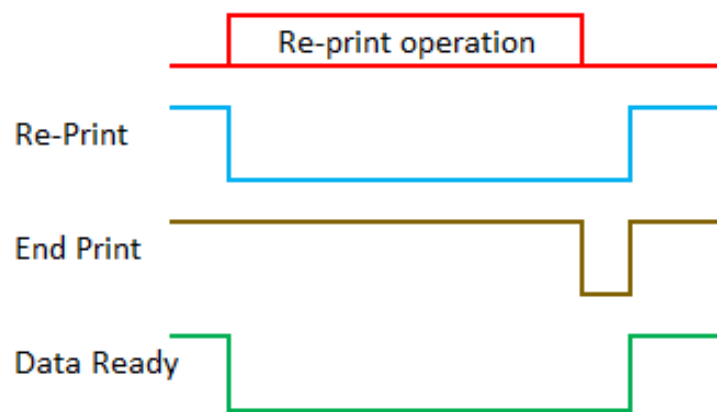 Re-print operation
Re-Print
End Print
Data Ready